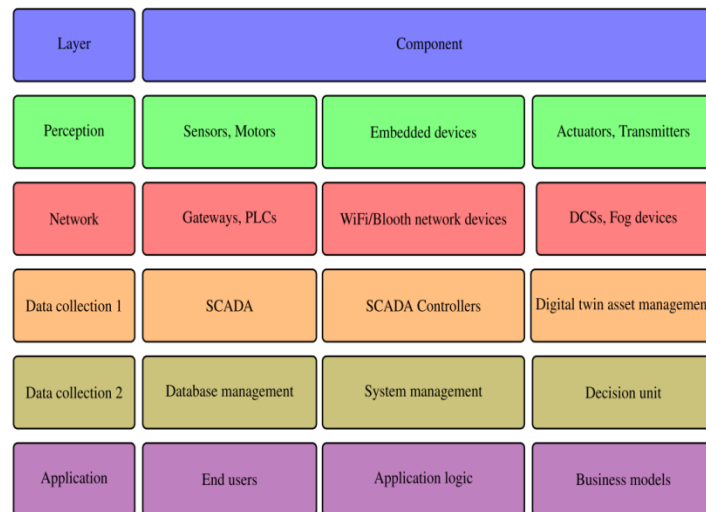 Layer
Component
Perception
Sensors, Motors
Embedded devices
Actuators, Transmitters
Network
Gateways, PLCs
WiFi/Blooth network devices
DCSs, Fog devices
Data collection 1
SCADA
SCADA Controllers
Digital twin asset managemen
Data collection 2
Database management
System management
Decision unit
Application
End users
Application logic
Business models